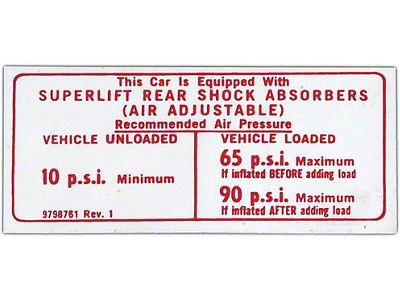 This Car Is Equipped With
SUPERLIFT REAR SHOCK ABSORBERS
(AIR ADJUSTABLE)
Recommended Air Pressure
VEHICLE UNLOADED
10 p.s.i. Minimum
9798761 Rev. 1
VEHICLE LOADED
65 p.s.i. Maximum
If inflated BEFORE adding load
90 p.s.i. Maximum
If inflated AFTER adding load